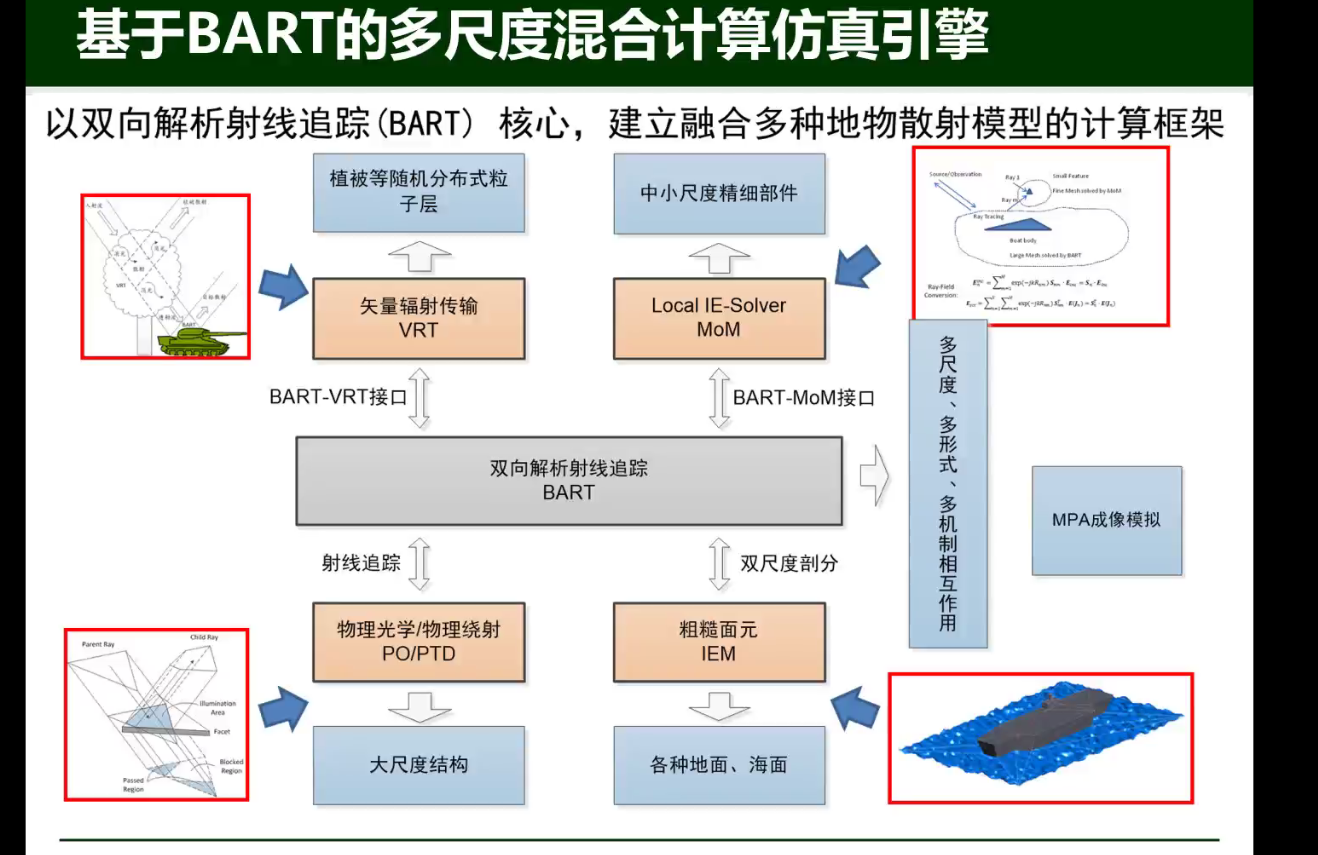 基于BART的多尺度混合计算仿真引擎
以双向解析射线追踪(BART) 核心，建立融合多种地物散射模型的计算框架
植被等随机分布式粒
子层
中小尺度精细部件
Source/Observation
Ray 1
Small Feature
Fine Mesh solved by MoM
Ray m
Ray Tracing
Boat body
Large Mesh solved by BART
Ray-Field
Conversion:
VRT
BART
矢量辐射传输
VRT
Local IE-Solver
MoM
BART-VRT接口
BART-MoM接口
双向解析射线追踪
BART
多尺度、多形式、多机制相互作用
MPA成像模拟
射线追踪
双尺度剖分
物理光学/物理绕射
PO/PTD
粗糙面元
IEM
Parent Ray
Child Ray
Illumination
Area
Facet
Blocked
Region
Passed
Region
大尺度结构
各种地面、海面